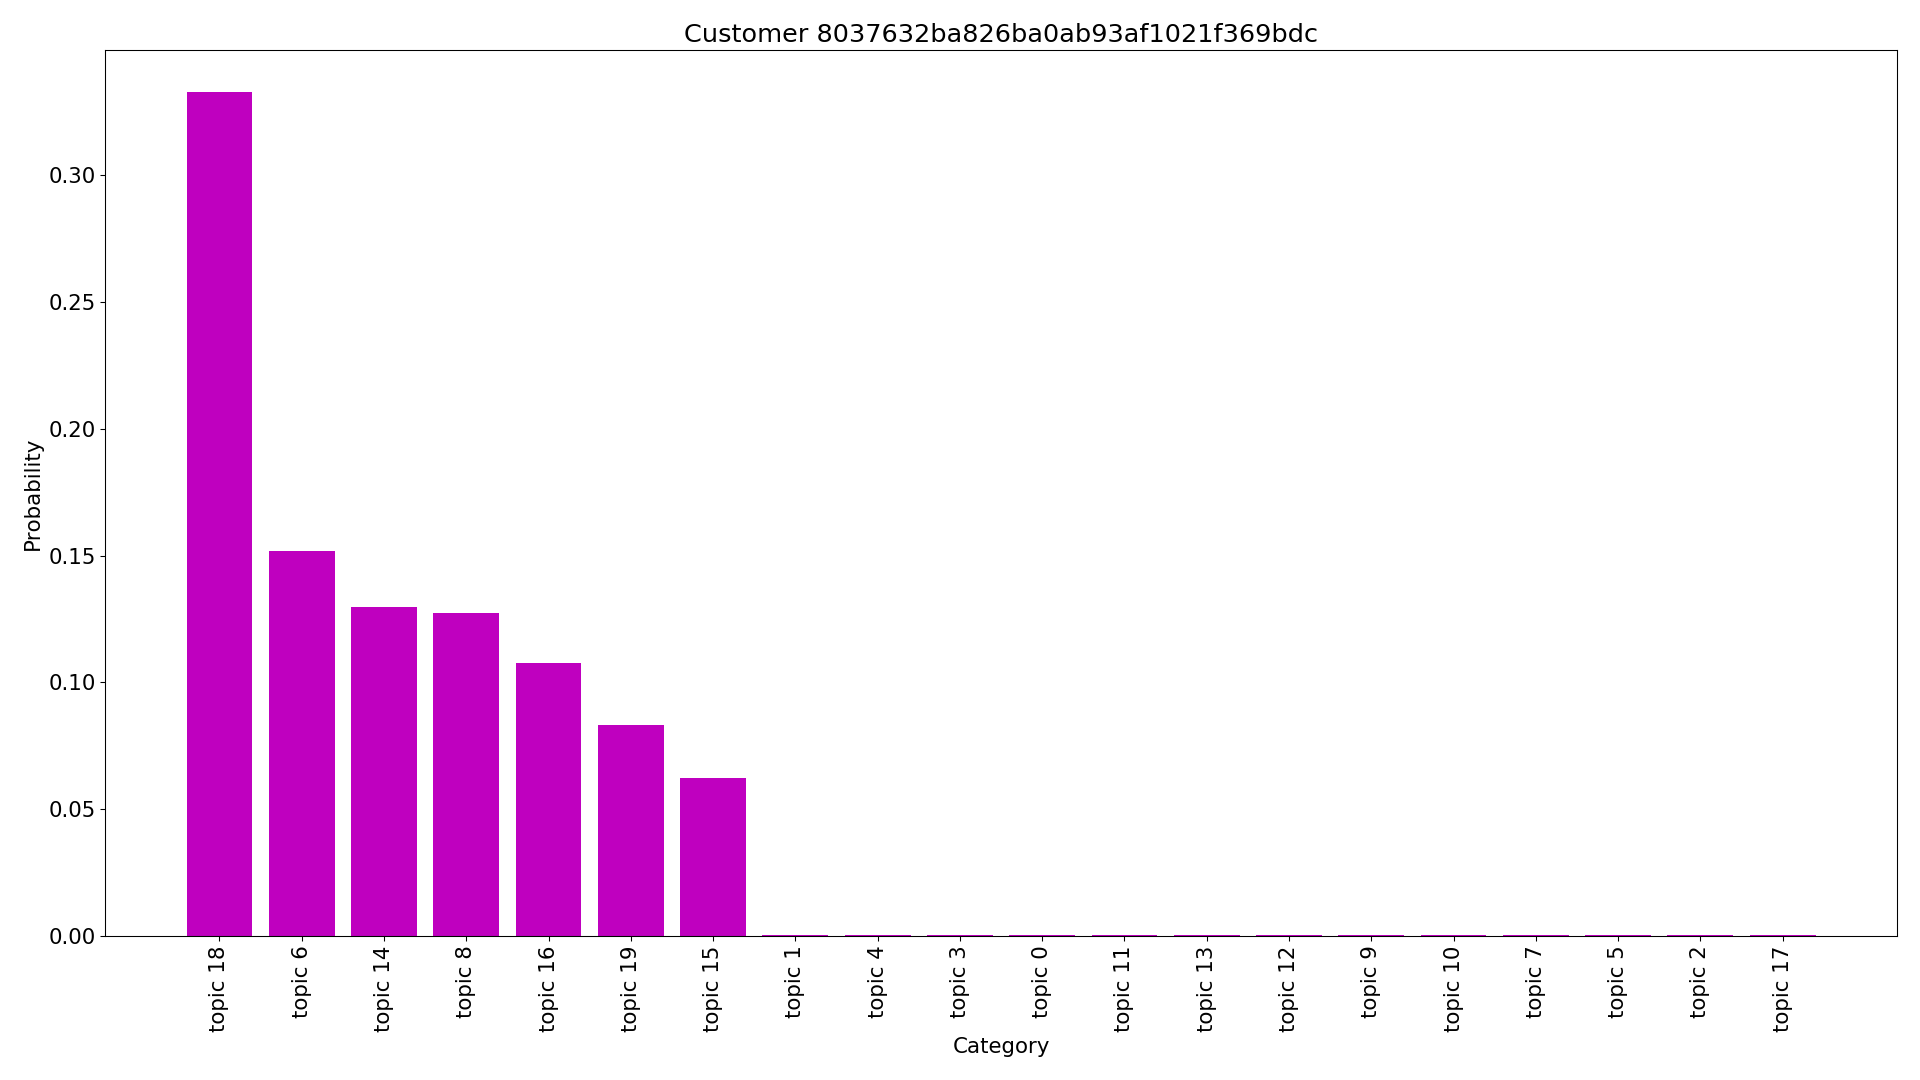 Customer 8037632ba826ba0ab93af1021f369bdc
Probability
0.30
0.25
0.20
0.15
0.10
0.05
0.00
topic 18
topic 6
topic 14
topic 8
topic 16
topic 19
topic 15
topic 1
topic 4
topic 3
topic 0
topic 11
topic 13
topic 12
topic 9
topic 10
topic 7
topic 5
topic 2
topic 17
Category